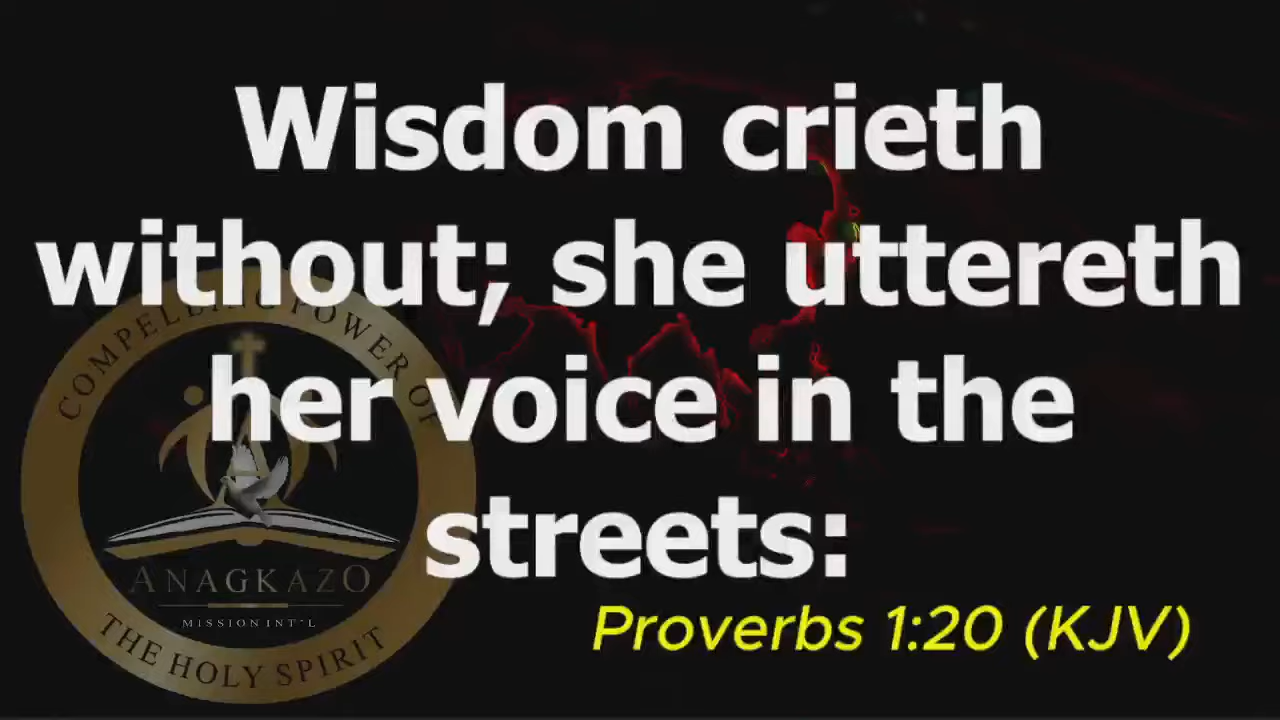 Wisdom crieth
without; she uttereth
her voice in the
streets:
Proverbs 1:20 (KJV)
COMPELLING POWER OF
ANAGKAZO
MISSION INT'L
THE HOLY SPIRIT